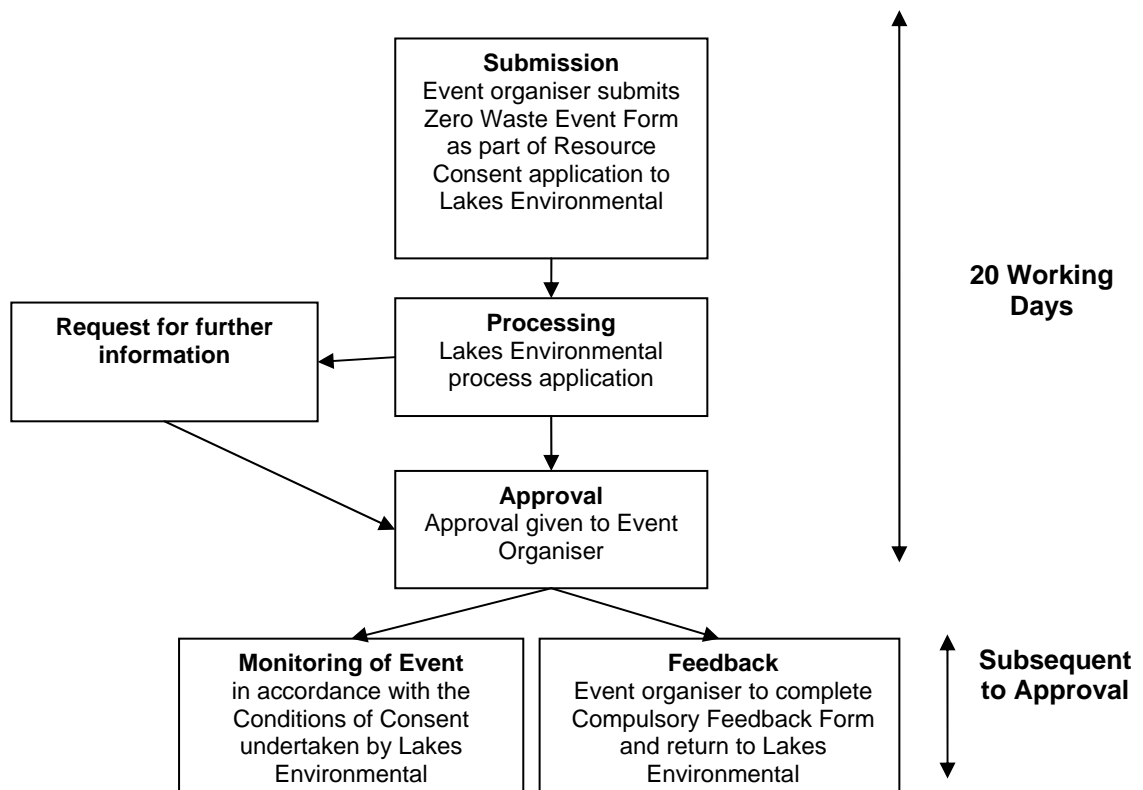 Submission
Event organiser submits
Zero Waste Event Form
as part of Resource
Consent application to
Lakes Environmental
20 Working
Days
Request for further
information
Processing
Lakes Environmental
process application
Approval
Approval given to Event
Organiser
Monitoring of Event
in accordance with the
Conditions of Consent
undertaken by Lakes
Environmental
Feedback
Event organiser to complete
Compulsory Feedback Form
and return to Lakes
Environmental
Subsequent
to Approval